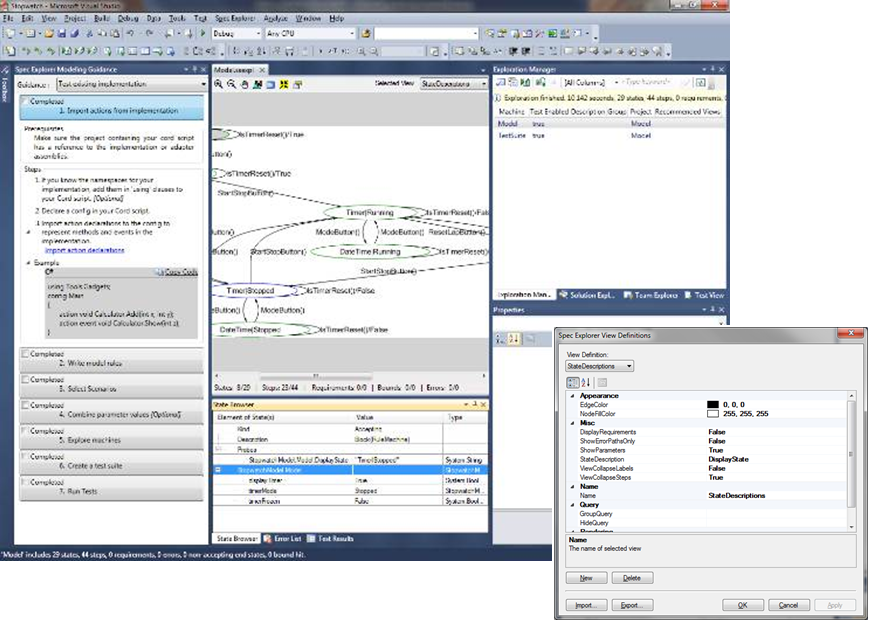 Stopwatch - Microsoft Visual Studio
File Edit View Project Build Debug Data Tools Test Spec Explorer Analyze Window Help
Debug Any CPU
Toolbox
Spec Explorer Modeling Guidance
Guidance: Test existing implementation
Completed
1. Import actions from implementation
Prerequisites
Make sure the project containing your cord script
has a reference to the implementation or adapter
assemblies.
Steps
1. If you know the namespaces for your
implementation, add them in 'using' clauses to
your Cord script. [Optional]
2. Declare a config in your Cord script.
3. Import action declarations to the config to
represent methods and events in the
implementation.
Import action declarations
Example
C# Copy Code
using Tools.Gadgets;
config Main
{
action void Calculator.Add(int x, int y);
action event void Calculator.Show(int z);
}
Completed
2. Write model rules
Completed
3. Select Scenarios
Completed
4. Combine parameter values [Optional]
Completed
5. Explore machines
Completed
6. Create a test suite
Completed
7. Run Tests
Selected View StateDescriptions
IsTimerReset()/True
utton()
IsTimerReset()/True
StartStopButton()
Timer|Running IsTimerReset()/Fals
utton() ModeButton() ModeButton() ResetLapButton()
Button() StartStopButton() DateTime|Running IsTimerReset()
StartStopButton()
Timer|Stopped IsTimerReset()/False
eButton() ModeButton()
DateTime|Stopped IsTimerReset()/False
States: 8/29 Steps: 23/44 Requirements: 0/0 Bounds: 0/0 Errors: 0/0
State Browser
Element of State(s) Value Type
Kind Accepting
Description
Probes
Stopwatch.Model.Model.DisplayState "Timer|Stopped" System.String
StopwatchModel.Model StopwatchM...
displayTimer True System.Bool
timerMode Stopped StopwatchM...
timerFrozen False System.Bool...
State Browser Error List Test Results
Exploration Manager
[All Columns] <Type keywords>
Exploration finished. 10.142 seconds, 29 states, 44 steps, 0 requirements, 0
Machine Test Enabled Description Group Project Recommended Views
Model true Model
TestSuite true Model
Exploration Man... Solution Expl... Team Explorer Test View
Properties
'Model' includes 29 states, 44 steps, 0 requirements, 0 errors, 0 non-accepting end states, 0 bound hit.
Spec Explorer View Definitions
View Definition:
StateDescriptions
Appearance
EdgeColor 0, 0, 0
NodeFillColor 255, 255, 255
Misc
DisplayRequirements False
ShowErrorPathsOnly False
ShowParameters True
StateDescription DisplayState
ViewCollapseLabels False
ViewCollapseSteps True
Name
Name StateDescriptions
Query
GroupQuery
HideQuery
Rendering
Name
The name of selected view
New Delete
Import... Export... OK Cancel Apply